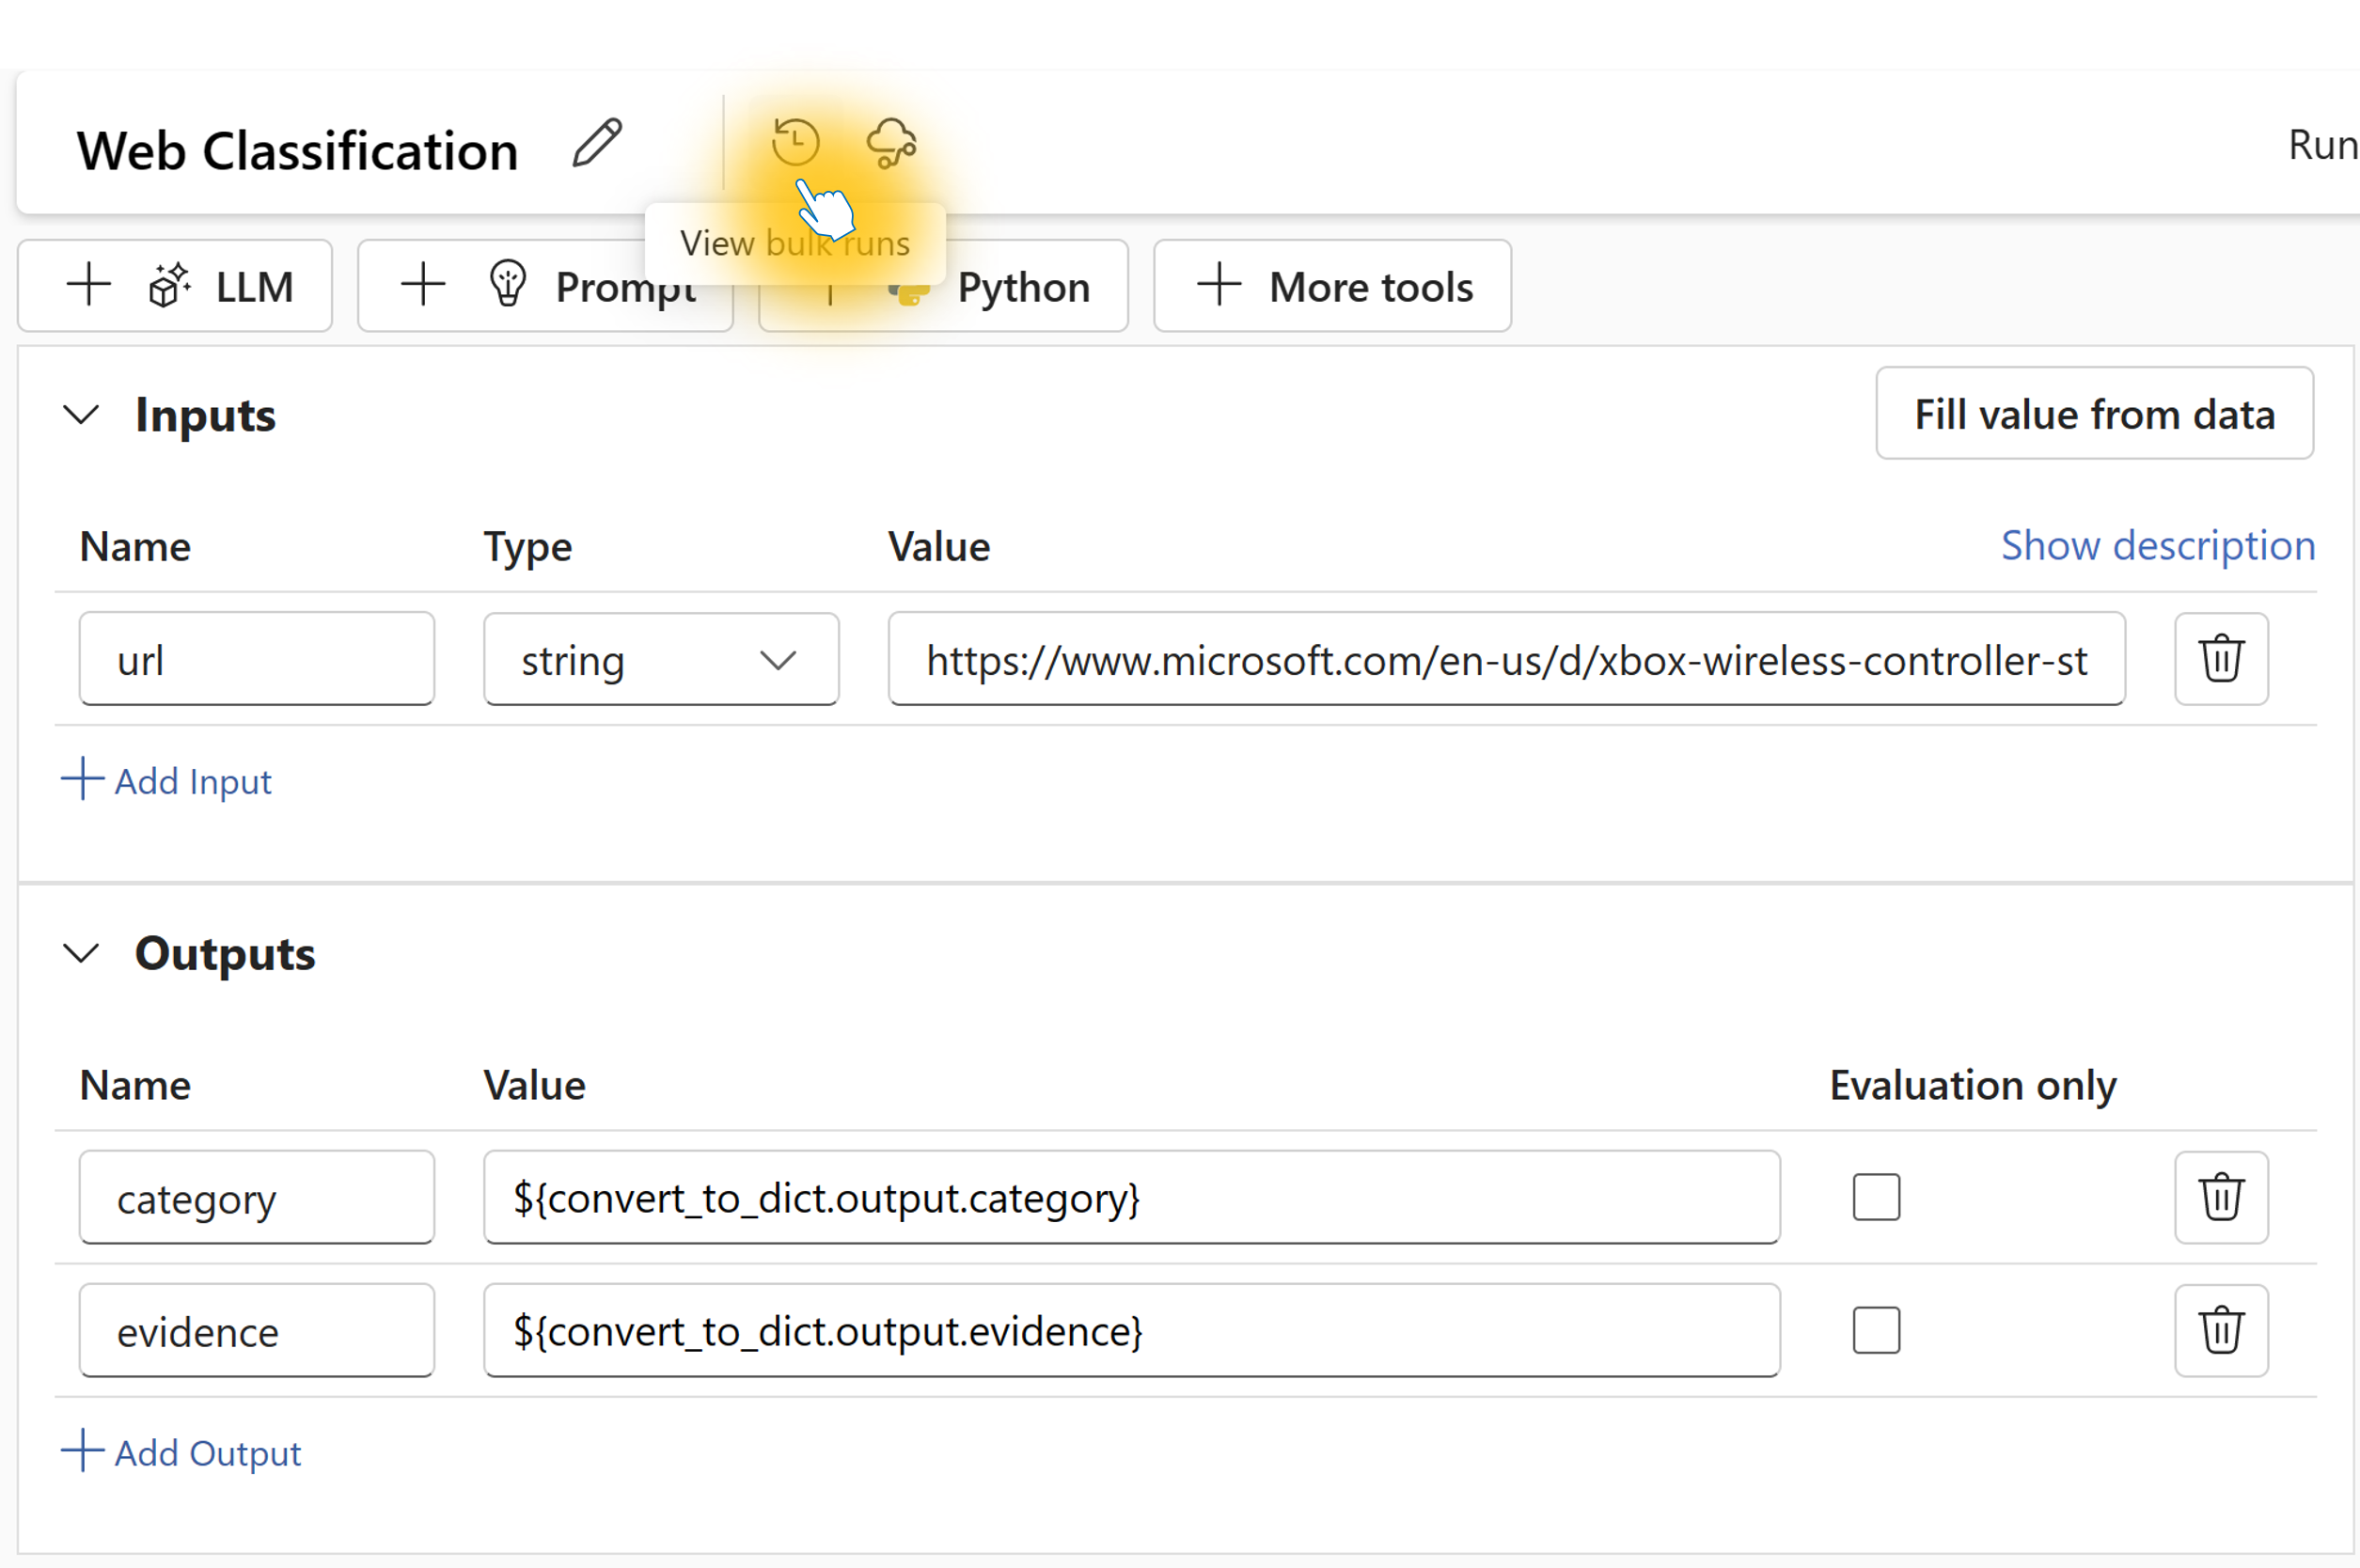 Web Classification
Run
View bulk runs
LLM
Prompt
Python
More tools
Inputs
Fill value from data
Name Type Value Show description
url string https://www.microsoft.com/en-us/d/xbox-wireless-controller-st
Add Input
Outputs
Name Value Evaluation only
category ${convert_to_dict.output.category}
evidence ${convert_to_dict.output.evidence}
Add Output